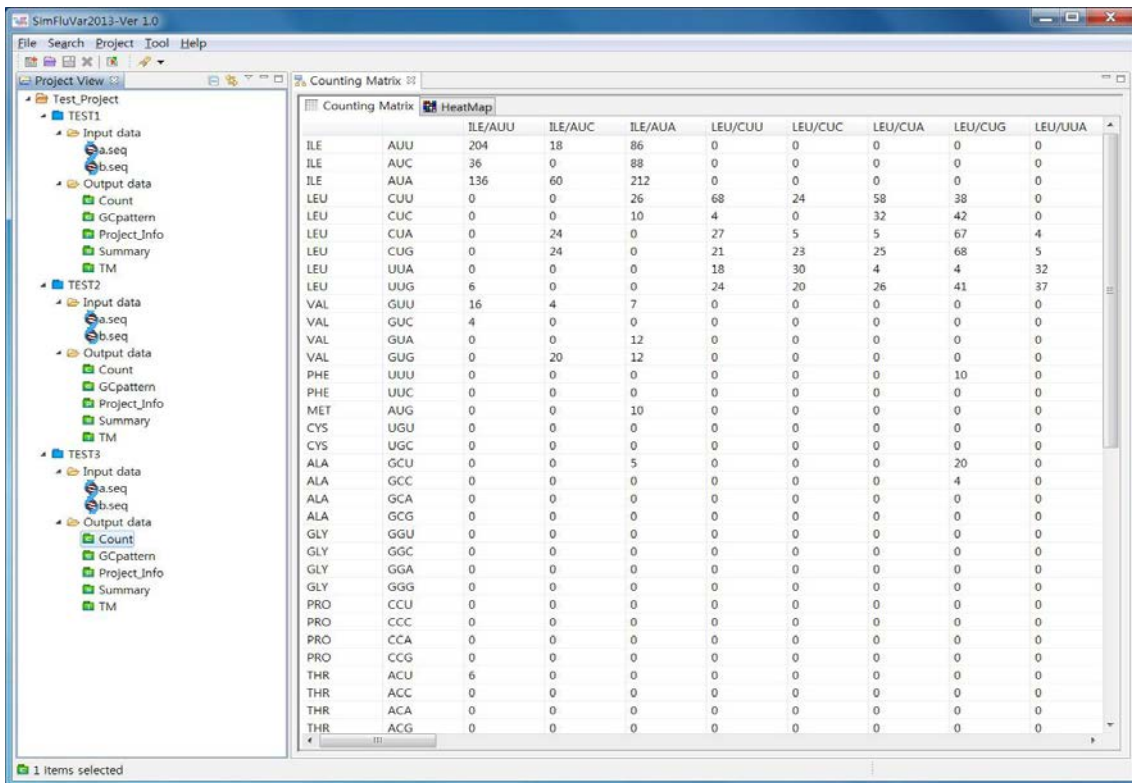 SimFluVar2013-Ver 1.0
File Search Project Tool Help
Project View
Test_Project
TEST1
Input data
a.seq
b.seq
Output data
Count
GCpattern
Project_Info
Summary
TM
TEST2
Input data
a.seq
b.seq
Output data
Count
GCpattern
Project_Info
Summary
TM
TEST3
Input data
a.seq
b.seq
Output data
Count
GCpattern
Project_Info
Summary
TM
Counting Matrix
Counting Matrix HeatMap
ILE/AUU ILE/AUC ILE/AUA LEU/CUU LEU/CUC LEU/CUA LEU/CUG LEU/UUA
ILE AUU 204 18 86 0 0 0 0 0
ILE AUC 36 0 88 0 0 0 0 0
ILE AUA 136 60 212 0 0 0 0 0
LEU CUU 0 0 26 68 24 58 38 0
LEU CUC 0 0 10 4 0 32 42 0
LEU CUA 0 24 0 27 5 5 67 4
LEU CUG 0 24 0 21 23 25 68 5
LEU UUA 0 0 0 18 30 4 4 32
LEU UUG 6 0 0 24 20 26 41 37
VAL GUU 16 4 7 0 0 0 0 0
VAL GUC 4 0 0 0 0 0 0 0
VAL GUA 0 0 12 0 0 0 0 0
VAL GUG 0 20 12 0 0 0 0 0
PHE UUU 0 0 0 0 0 0 10 0
PHE UUC 0 0 0 0 0 0 0 0
MET AUG 0 0 10 0 0 0 0 0
CYS UGU 0 0 0 0 0 0 0 0
CYS UGC 0 0 0 0 0 0 0 0
ALA GCU 0 0 5 0 0 0 20 0
ALA GCC 0 0 0 0 0 0 4 0
ALA GCA 0 0 0 0 0 0 0 0
ALA GCG 0 0 0 0 0 0 0 0
GLY GGU 0 0 0 0 0 0 0 0
GLY GGC 0 0 0 0 0 0 0 0
GLY GGA 0 0 0 0 0 0 0 0
GLY GGG 0 0 0 0 0 0 0 0
PRO CCU 0 0 0 0 0 0 0 0
PRO CCC 0 0 0 0 0 0 0 0
PRO CCA 0 0 0 0 0 0 0 0
PRO CCG 0 0 0 0 0 0 0 0
THR ACU 6 0 0 0 0 0 0 0
THR ACC 0 0 0 0 0 0 0 0
THR ACA 0 0 0 0 0 0 0 0
THR ACG 0 0 0 0 0 0 0 0
1 items selected